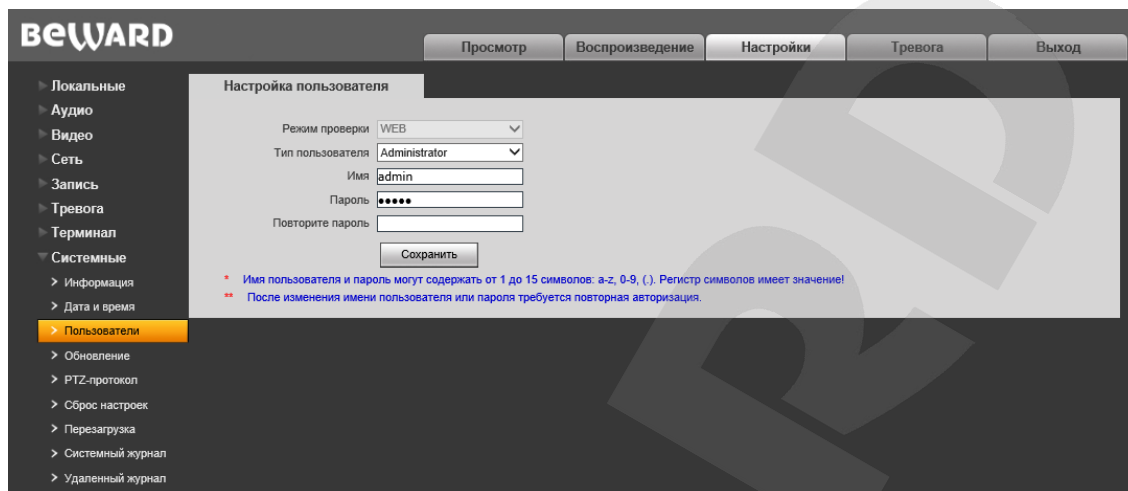 BEWARD
Просмотр Воспроизведение Настройки Тревога Выход
Локальные
Аудио
Видео
Сеть
Запись
Тревога
Терминал
Системные
Информация
Дата и время
Пользователи
Обновление
PTZ-протокол
Сброс настроек
Перезагрузка
Системный журнал
Удаленный журнал
Настройка пользователя
Режим проверки WEB
Тип пользователя Administrator
Имя admin
Пароль •••••
Повторите пароль
Сохранить
* Имя пользователя и пароль могут содержать от 1 до 15 символов: a-z, 0-9, (.). Регистр символов имеет значение!
** После изменения имени пользователя или пароля требуется повторная авторизация.
RD